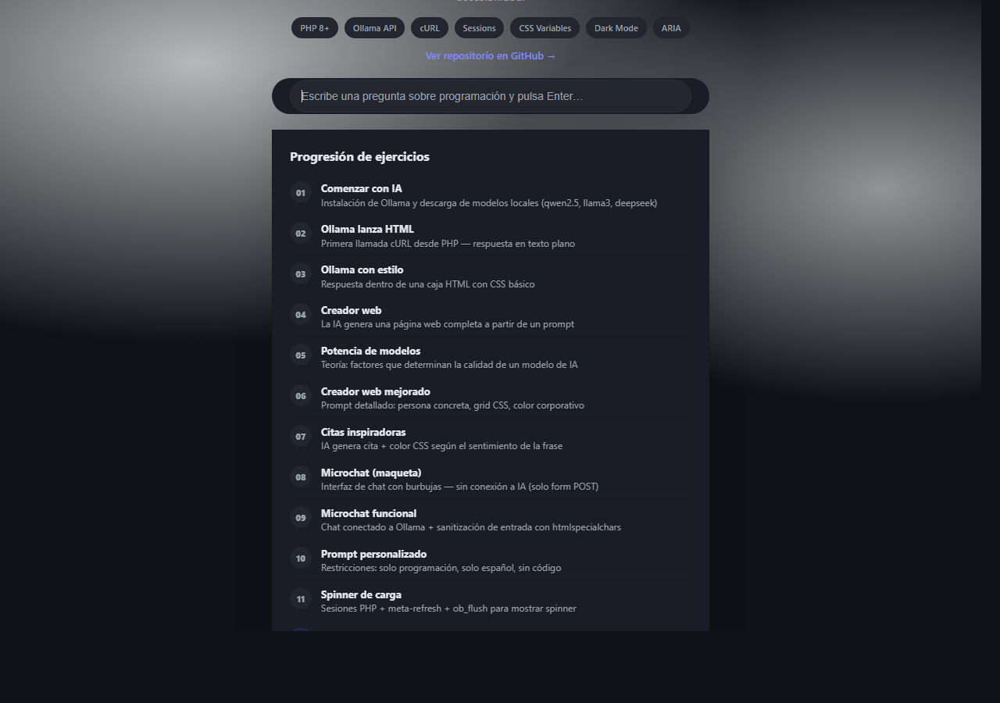 PHP 8+
Ollama API
cURL
Sessions
CSS Variables
Dark Mode
ARIA
Ver repositorio en GitHub →
Escribe una pregunta sobre programación y pulsa Enter…
Progresión de ejercicios
01
Comenzar con IA
Instalación de Ollama y descarga de modelos locales (qwen2.5, llama3, deepseek)
02
Ollama lanza HTML
Primera llamada cURL desde PHP — respuesta en texto plano
03
Ollama con estilo
Respuesta dentro de una caja HTML con CSS básico
04
Creador web
La IA genera una página web completa a partir de un prompt
05
Potencia de modelos
Teoría: factores que determinan la calidad de un modelo de IA
06
Creador web mejorado
Prompt detallado: persona concreta, grid CSS, color corporativo
07
Citas inspiradoras
IA genera cita + color CSS según el sentimiento de la frase
08
Microchat (maqueta)
Interfaz de chat con burbujas — sin conexión a IA (solo form POST)
09
Microchat funcional
Chat conectado a Ollama + sanitización de entrada con htmlspecialchars
10
Prompt personalizado
Restricciones: solo programación, solo español, sin código
11
Spinner de carga
Sesiones PHP + meta-refresh + ob_flush para mostrar spinner